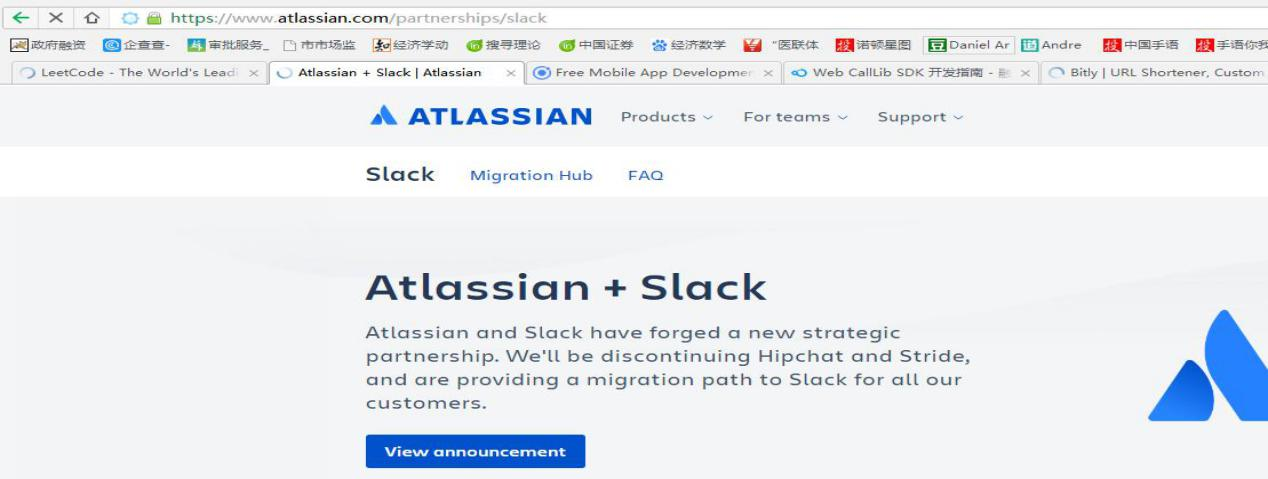 https://www.atlassian.com/partnerships/slack
政府融资 企查查- 审批服务_ 市市场监 经济学动 搜寻理论 中国证券 经济数学 "医联体 诺顿星图 Daniel Ar Andre 中国手语 手语你我
LeetCode - The World's Leadi Atlassian + Slack | Atlassian Free Mobile App Developmer Web CallLib SDK 开发指南 - 融 Bitly | URL Shortener, Custom
ATLASSIAN Products For teams Support
Slack Migration Hub FAQ
Atlassian + Slack
Atlassian and Slack have forged a new strategic
partnership. We'll be discontinuing Hipchat and Stride,
and are providing a migration path to Slack for all our
customers.
View announcement